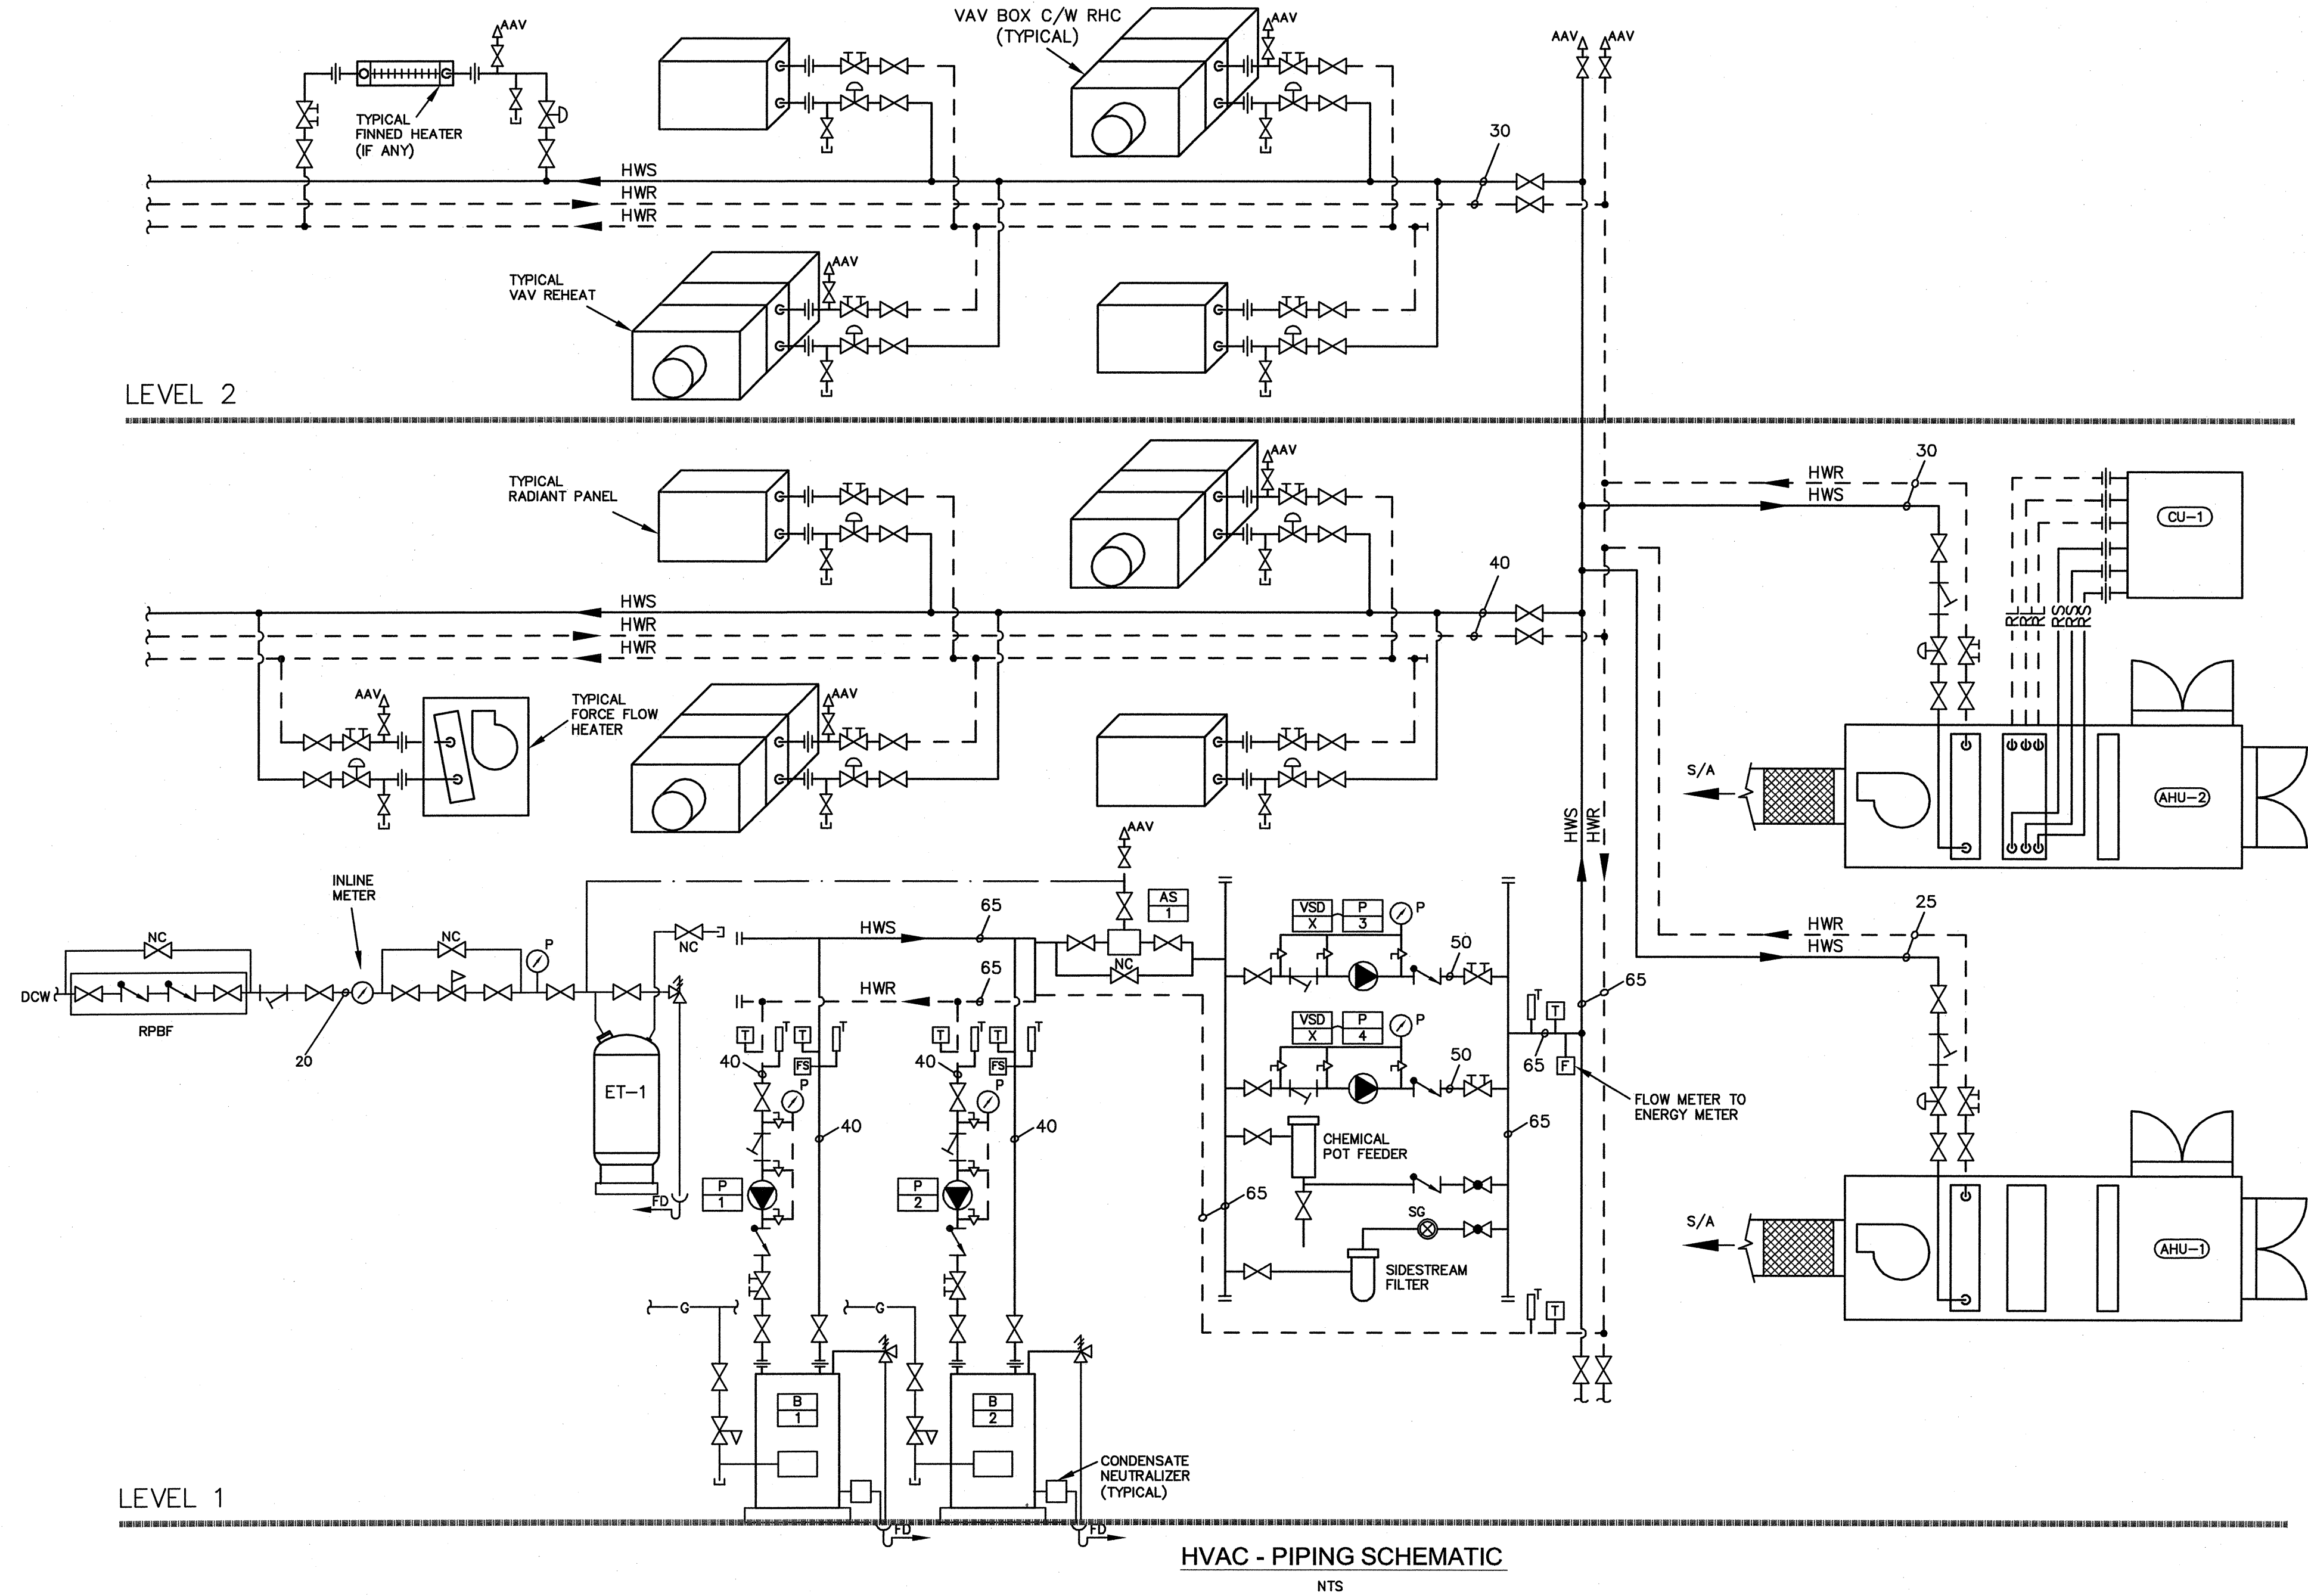 AAV
VAV BOX C/W RHC
(TYPICAL)
AAV
AAV
AAV
TYPICAL
FINNED HEATER
(IF ANY)
30
HWS
HWR
HWR
TYPICAL
VAV REHEAT
AAV
LEVEL 2
TYPICAL
RADIANT PANEL
AAV
HWR
HWS
30
CU-1
40
HWS
HWR
HWR
RL
RL
RL
RS
RS
RS
AAV
TYPICAL
FORCE FLOW
HEATER
AAV
S/A
AHU-2
HWS
HWR
AAV
INLINE
METER
NC
NC
P
DCW
RPBF
20
NC
ET-1
FD
HWS
65
HWR
65
AS
1
NC
VSD
X
P
3
P
50
VSD
X
P
4
P
50
HWR
HWS
25
65
T
T
65
F
FLOW METER TO
ENERGY METER
T
T
T
T
FS
40
P
40
T
T
T
T
FS
40
P
40
P
1
P
2
CHEMICAL
POT FEEDER
65
65
SG
SIDESTREAM
FILTER
T
T
S/A
AHU-1
G
G
B
1
B
2
CONDENSATE
NEUTRALIZER
(TYPICAL)
LEVEL 1
FD
FD
HVAC - PIPING SCHEMATIC
NTS